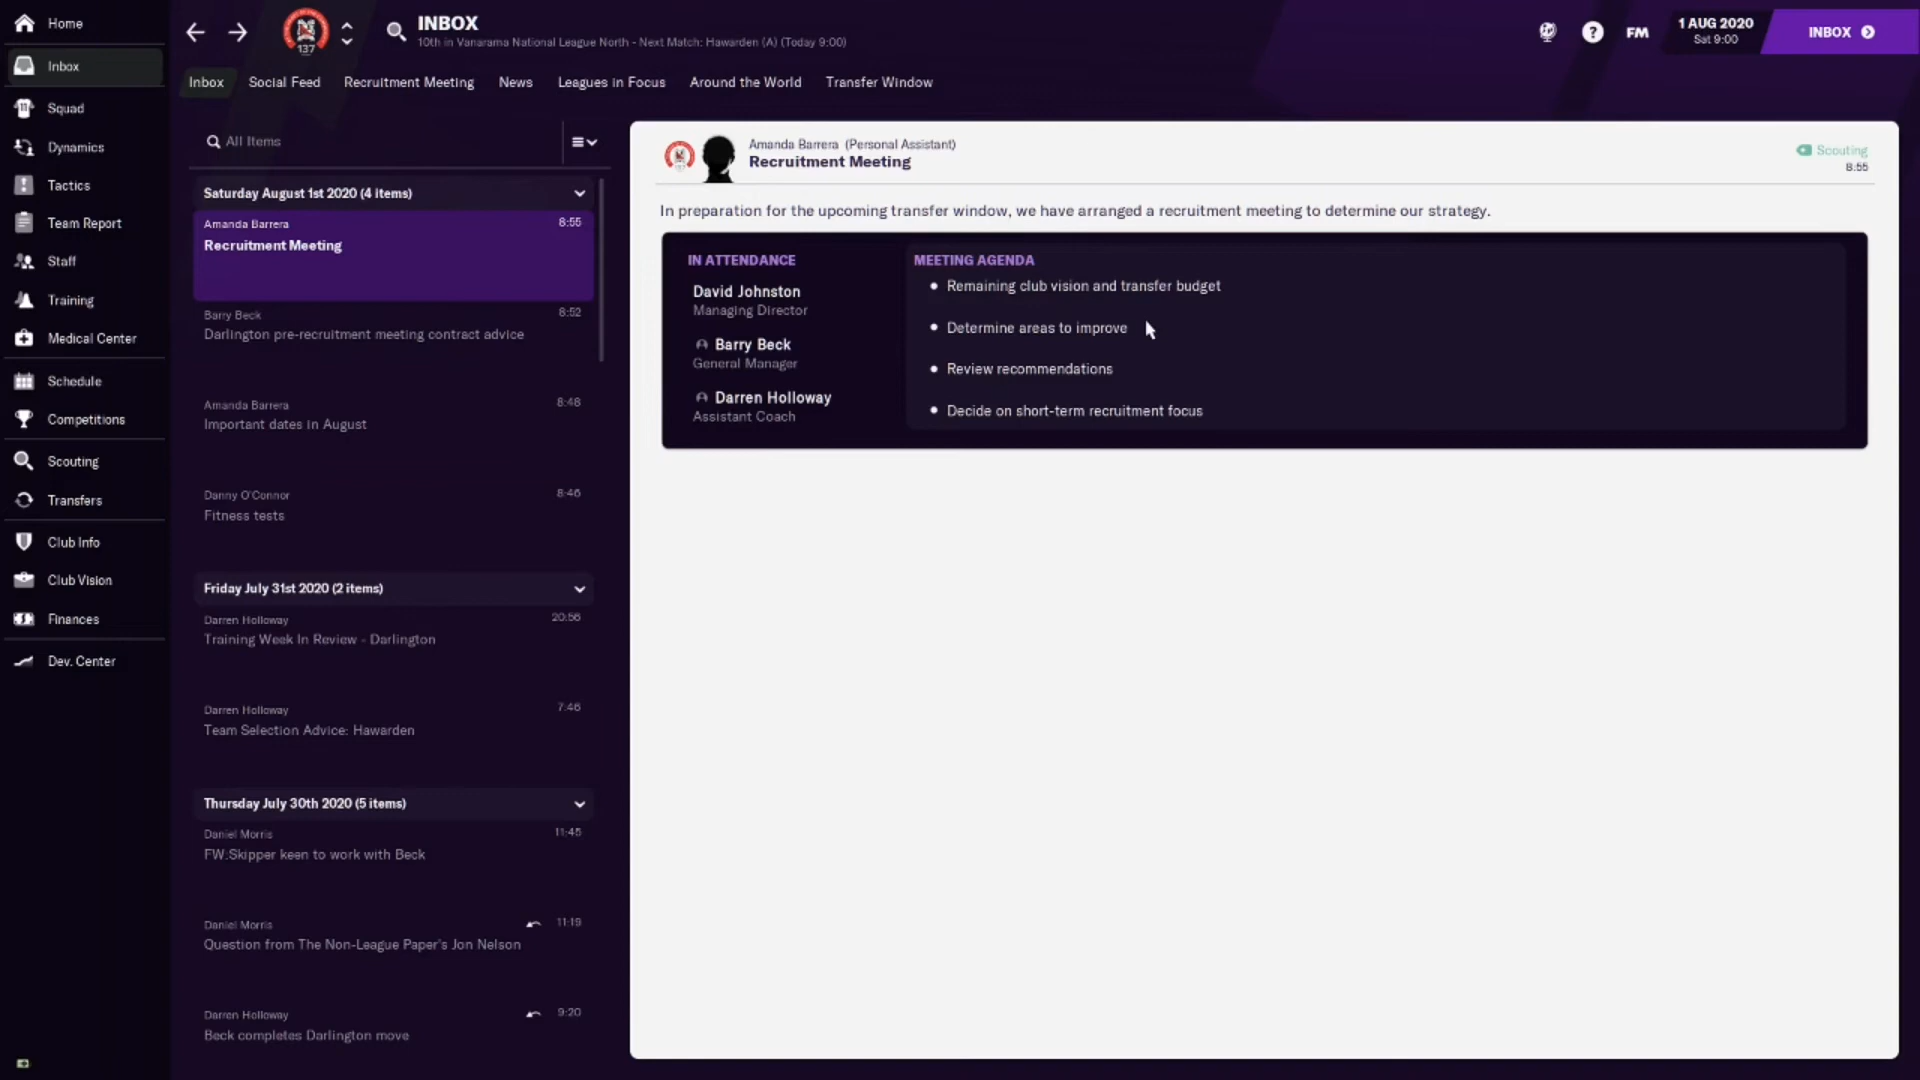 Home
Inbox
Squad
Dynamics
Tactics
Team Report
Staff
Training
Medical Center
Schedule
Competitions
Scouting
Transfers
Club Info
Club Vision
Finances
Dev. Center
137
INBOX
10th in Vanarama National League North - Next Match: Hawarden (A) (Today 9:00)
FM
1 AUG 2020
Sat 9:00
INBOX
Inbox Social Feed Recruitment Meeting News Leagues in Focus Around the World Transfer Window
All Items
Saturday August 1st 2020 (4 items)
Amanda Barrera 8:55
Recruitment Meeting
Barry Beck 8:52
Darlington pre-recruitment meeting contract advice
Amanda Barrera 8:48
Important dates in August
Danny O'Connor 8:46
Fitness tests
Friday July 31st 2020 (2 items)
Darren Holloway 20:56
Training Week In Review - Darlington
Darren Holloway 7:46
Team Selection Advice: Hawarden
Thursday July 30th 2020 (5 items)
Daniel Morris 11:45
FW:Skipper keen to work with Beck
Daniel Morris 11:19
Question from The Non-League Paper's Jon Nelson
Darren Holloway 9:20
Beck completes Darlington move
Amanda Barrera (Personal Assistant)
Recruitment Meeting
Scouting
8:55
In preparation for the upcoming transfer window, we have arranged a recruitment meeting to determine our strategy.
IN ATTENDANCE
David Johnston
Managing Director
Barry Beck
General Manager
Darren Holloway
Assistant Coach
MEETING AGENDA
Remaining club vision and transfer budget
Determine areas to improve
Review recommendations
Decide on short-term recruitment focus